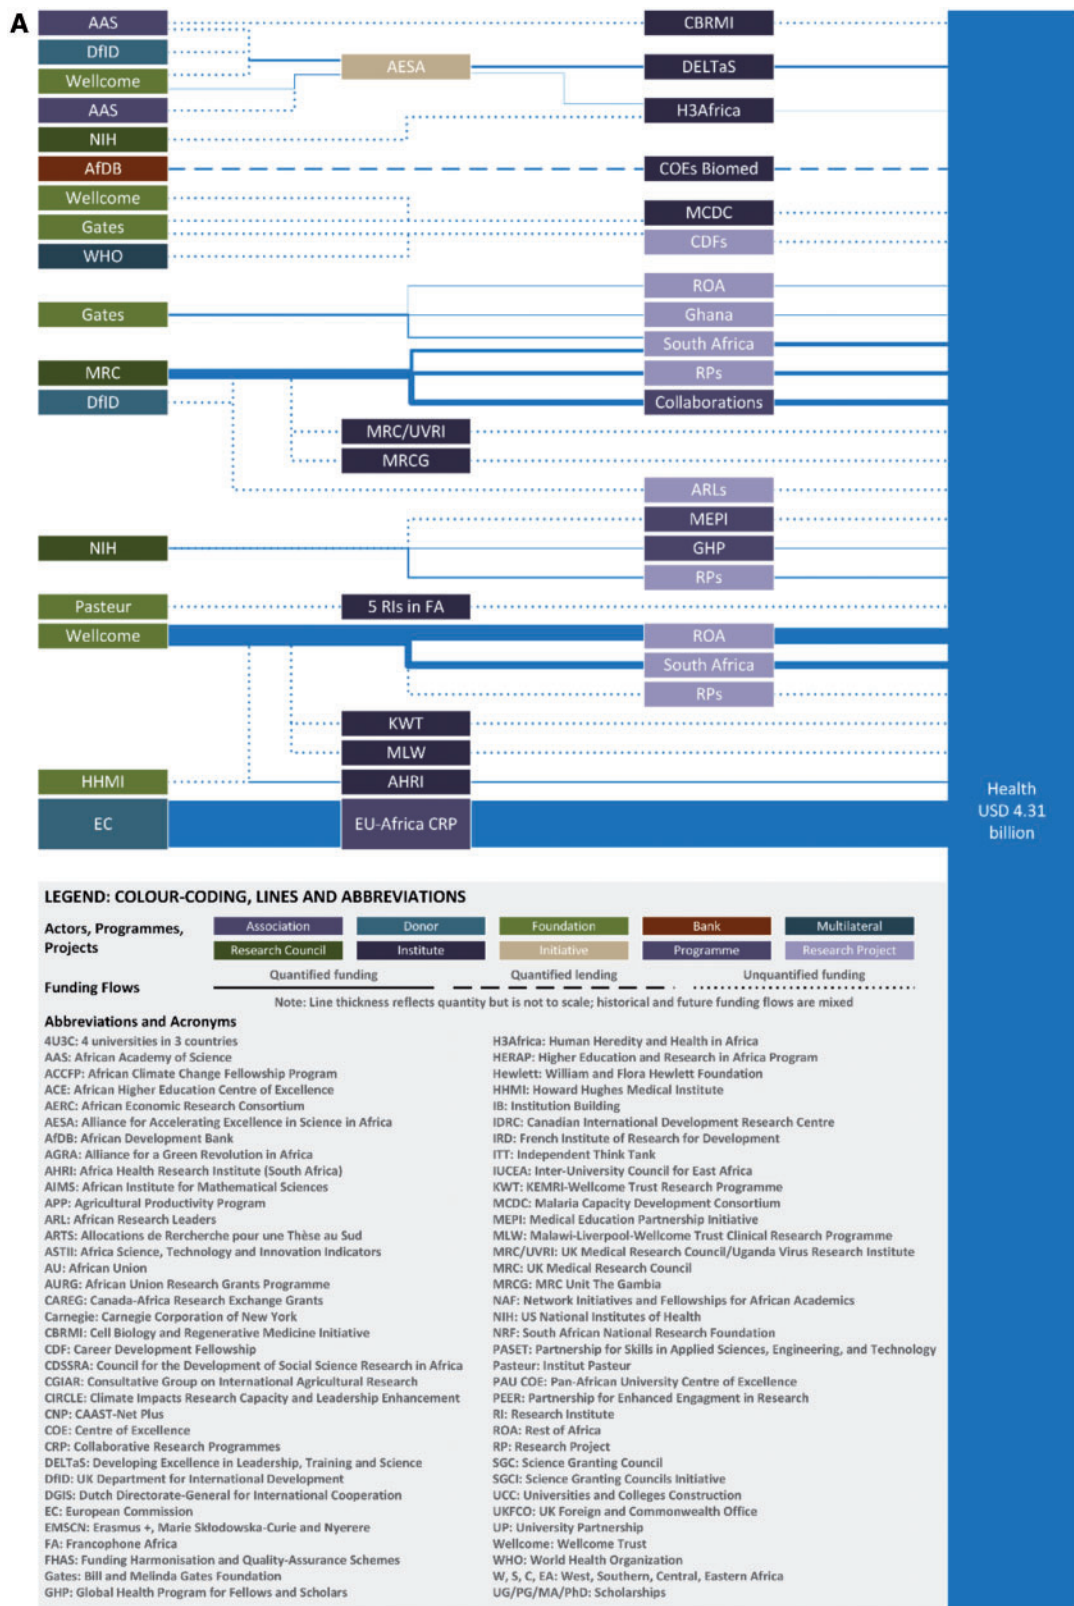 A
AAS
CBRMI
DfID
Wellcome
AESA
DELTaS
AAS
H3Africa
NIH
AfDB
COEs Biomed
Wellcome
MCDC
Gates
CDFs
WHO
ROA
Gates
Ghana
South Africa
MRC
RPs
DfID
Collaborations
MRC/UVRI
MRCG
ARLs
MEPI
NIH
GHP
RPs
Pasteur
5 RIs in FA
Wellcome
ROA
South Africa
RPs
KWT
MLW
HHMI
AHRI
EC
EU-Africa CRP
Health
USD 4.31
billion
LEGEND: COLOUR-CODING, LINES AND ABBREVIATIONS
Actors, Programmes,
Projects
Association
Donor
Foundation
Bank
Multilateral
Research Council
Institute
Initiative
Programme
Research Project
Quantified funding
Quantified lending
Unquantified funding
Funding Flows
Note: Line thickness reflects quantity but is not to scale; historical and future funding flows are mixed
Abbreviations and Acronyms
4U3C: 4 universities in 3 countries
AAS: African Academy of Science
ACCFP: African Climate Change Fellowship Program
ACE: African Higher Education Centre of Excellence
AERC: African Economic Research Consortium
AESA: Alliance for Accelerating Excellence in Science in Africa
AfDB: African Development Bank
AGRA: Alliance for a Green Revolution in Africa
AHRI: Africa Health Research Institute (South Africa)
AIMS: African Institute for Mathematical Sciences
APP: Agricultural Productivity Program
ARL: African Research Leaders
ARTS: Allocations de Rercherche pour une Thèse au Sud
ASTII: Africa Science, Technology and Innovation Indicators
AU: African Union
AURG: African Union Research Grants Programme
CAREG: Canada-Africa Research Exchange Grants
Carnegie: Carnegie Corporation of New York
CBRMI: Cell Biology and Regenerative Medicine Initiative
CDF: Career Development Fellowship
CDSSRA: Council for the Development of Social Science Research in Africa
CGIAR: Consultative Group on International Agricultural Research
CIRCLE: Climate Impacts Research Capacity and Leadership Enhancement
CNP: CAAST-Net Plus
COE: Centre of Excellence
CRP: Collaborative Research Programmes
DELTaS: Developing Excellence in Leadership, Training and Science
DfID: UK Department for International Development
DGIS: Dutch Directorate-General for International Cooperation
EC: European Commission
EMSCN: Erasmus +, Marie Skłodowska-Curie and Nyerere
FA: Francophone Africa
FHAS: Funding Harmonisation and Quality-Assurance Schemes
Gates: Bill and Melinda Gates Foundation
GHP: Global Health Program for Fellows and Scholars
H3Africa: Human Heredity and Health in Africa
HERAP: Higher Education and Research in Africa Program
Hewlett: William and Flora Hewlett Foundation
HHMI: Howard Hughes Medical Institute
IB: Institution Building
IDRC: Canadian International Development Research Centre
IRD: French Institute of Research for Development
ITT: Independent Think Tank
IUCEA: Inter-University Council for East Africa
KWT: KEMRI-Wellcome Trust Research Programme
MCDC: Malaria Capacity Development Consortium
MEPI: Medical Education Partnership Initiative
MLW: Malawi-Liverpool-Wellcome Trust Clinical Research Programme
MRC/UVRI: UK Medical Research Council/Uganda Virus Research Institute
MRC: UK Medical Research Council
MRCG: MRC Unit The Gambia
NAF: Network Initiatives and Fellowships for African Academics
NIH: US National Institutes of Health
NRF: South African National Research Foundation
PASET: Partnership for Skills in Applied Sciences, Engineering, and Technology
Pasteur: Institut Pasteur
PAU COE: Pan-African University Centre of Excellence
PEER: Partnership for Enhanced Engagment in Research
RI: Research Institute
ROA: Rest of Africa
RP: Research Project
SGC: Science Granting Council
SGCI: Science Granting Councils Initiative
UCC: Universities and Colleges Construction
UKFCO: UK Foreign and Commonwealth Office
UP: University Partnership
Wellcome: Wellcome Trust
WHO: World Health Organization
W, S, C, EA: West, Southern, Central, Eastern Africa
UG/PG/MA/PhD: Scholarships